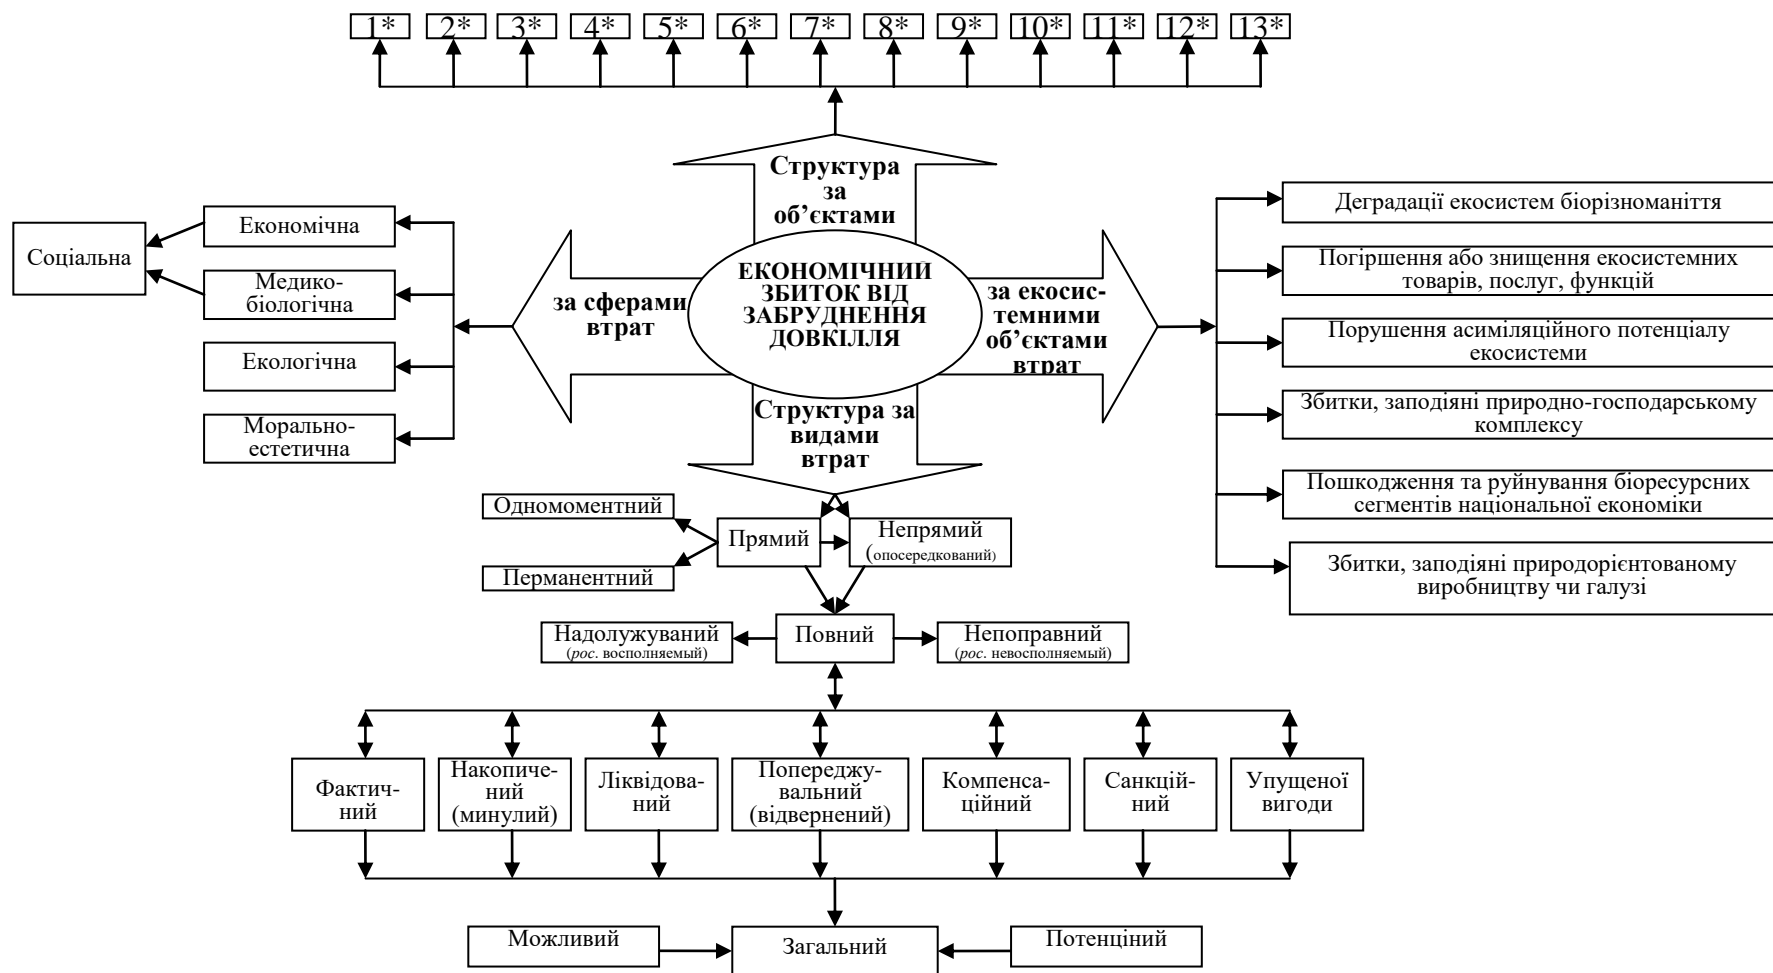 1* 2* 3* 4* 5* 6* 7* 8* 9* 10* 11* 12* 13*
Структура
за
об’єктами
Соціальна
Економічна
Медико-
біологічна
Екологічна
Морально-
естетична
за сферами
втрат
ЕКОНОМІЧНИЙ
ЗБИТОК ВІД
ЗАБРУДНЕННЯ
ДОВКІЛЛЯ
за екосис-
темними
об’єктами
втрат
Деградації екосистем біорізноманіття
Погіршення або знищення екосистемних
товарів, послуг, функцій
Порушення асиміляційного потенціалу
екосистеми
Збитки, заподіяні природно-господарському
комплексу
Пошкодження та руйнування біоресурсних
сегментів національної економіки
Збитки, заподіяні природорієнтованому
виробництву чи галузі
Структура за
видами
втрат
Одномоментний
Перманентний
Прямий
Непрямий
(опосередкований)
Надолужуваний
(рос. восполняемый)
Повний
Непоправний
(рос. невосполняемый)
Фактич-
ний
Накопиче-
ний
(минулий)
Ліквідова-
ний
Попереджу-
вальний
(відвернений)
Компенса-
ційний
Санкцій-
ний
Упущеної
вигоди
Можливий
Загальний
Потенціний